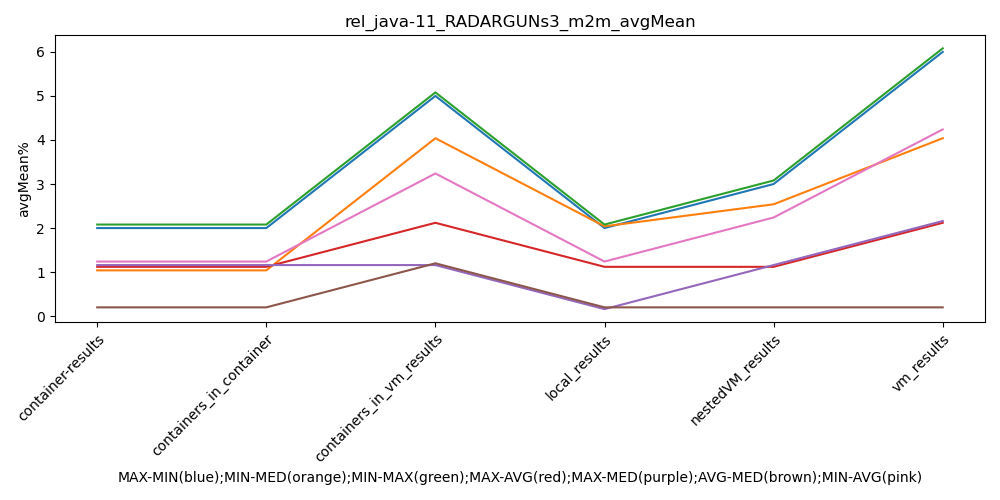 rel_java-11_RADARGUNs3_m2m_avgMean
avgMean%
6
5
4
3
2
1
0
container-results
containers_in_container
containers_in_vm_results
local_results
nestedVM_results
vm_results
MAX-MIN(blue);MIN-MED(orange);MIN-MAX(green);MAX-AVG(red);MAX-MED(purple);AVG-MED(brown);MIN-AVG(pink)